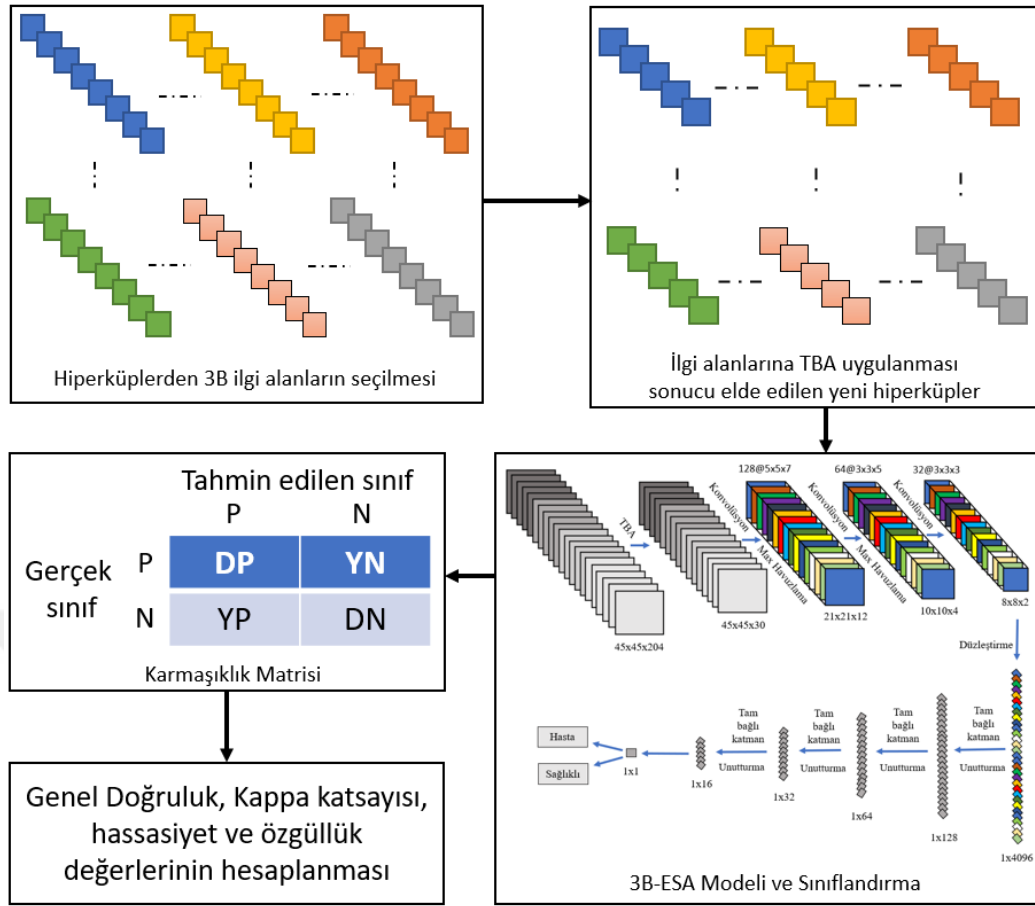 Hiperküplerden 3B ilgi alanların seçilmesi
İlgi alanlarına TBA uygulanması
sonucu elde edilen yeni hiperküpler
Tahmin edilen sınıf
P N
Gerçek
sınıf
P DP YN
N YP DN
Karmaşıklık Matrisi
Genel Doğruluk, Kappa katsayısı,
hassasiyet ve özgüllük
değerlerinin hesaplanması
128@5x5x7
64@3x3x5
32@3x3x3
TBA
Konvolüsyon
Max Havuzlama
Konvolüsyon
Max Havuzlama
Konvolüsyon
45x45x204
45x45x30
21x21x12
10x10x4
8x8x2
Düzleştirme
Tam
bağlı
katman
Unutturma
Tam
bağlı
katman
Unutturma
Tam
bağlı
katman
Unutturma
Tam
bağlı
katman
Unutturma
Hasta
Sağlıklı
1x1
1x16
1x32
1x64
1x128
1x4096
3B-ESA Modeli ve Sınıflandırma